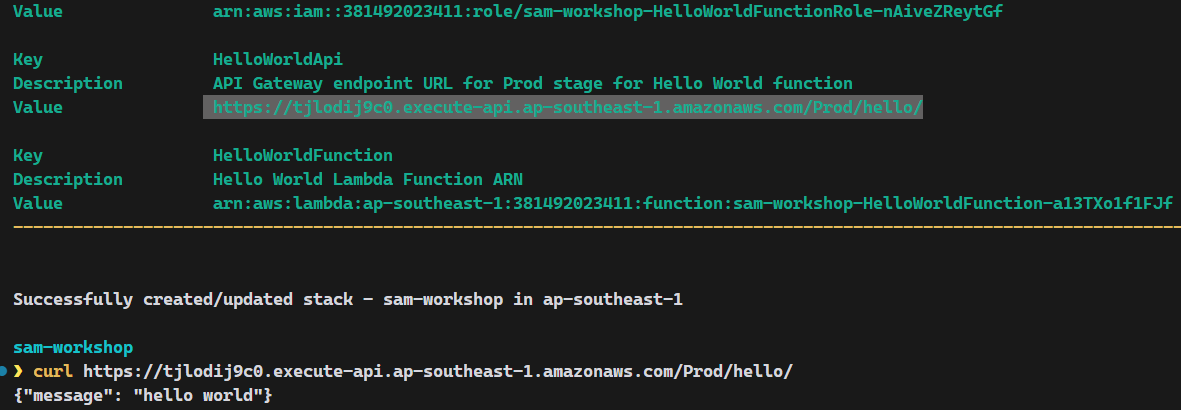 Value arn:aws:iam::381492023411:role/sam-workshop-HelloWorldFunctionRole-nAiveZReytGf
Key HelloWorldApi
Description API Gateway endpoint URL for Prod stage for Hello World function
Value https://tjlodij9c0.execute-api.ap-southeast-1.amazonaws.com/Prod/hello/
Key HelloWorldFunction
Description Hello World Lambda Function ARN
Value arn:aws:lambda:ap-southeast-1:381492023411:function:sam-workshop-HelloWorldFunction-a13TXo1f1FJf
Successfully created/updated stack - sam-workshop in ap-southeast-1
sam-workshop
❯ curl https://tjlodij9c0.execute-api.ap-southeast-1.amazonaws.com/Prod/hello/
{"message": "hello world"}